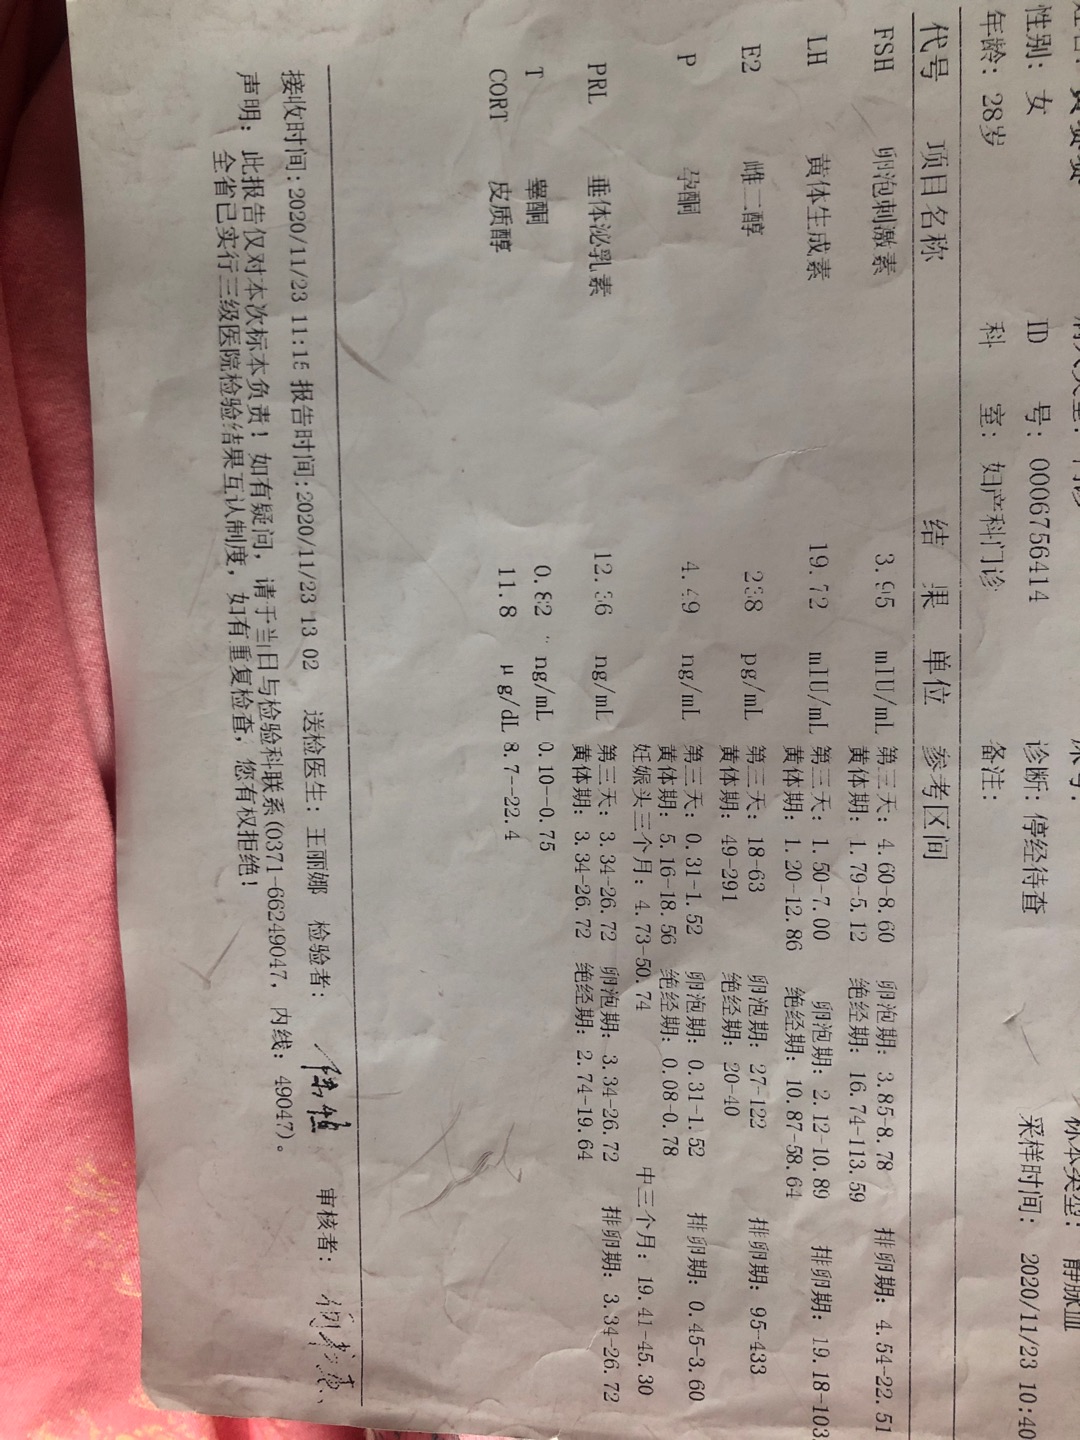 性别: 女 ID 号: 0006756414 诊断: 停经待查 采样时间: 2020/11/23 10:40
年龄: 28岁 科 室: 妇产科门诊 备注:
代号 项目名称 结 果 单位 参考区间
FSH 卵泡刺激素 3.95 mIU/mL 第三天: 4.60-8.60 卵泡期: 3.85-8.78 排卵期: 4.54-22.51
黄体期: 1.79-5.12 绝经期: 16.74-113.59
LH 黄体生成素 19.72 mIU/mL 第三天: 1.50-7.00 卵泡期: 2.12-10.89 排卵期: 19.18-103
黄体期: 1.20-12.86 绝经期: 10.87-58.64
E2 雌二醇 pg/mL 第三天: 18-63 卵泡期: 27-122 排卵期: 95-433
黄体期: 49-291 绝经期: 20-40
P 孕酮 4.49 ng/mL 第三天: 0.31-1.52 卵泡期: 0.31-1.52 排卵期: 0.45-3.60
黄体期: 5.16-18.56 绝经期: 0.08-0.78
妊娠头三个月: 4.73-50.74 中三个月: 19.41-45.30
PRL 垂体泌乳素 ng/mL 第三天: 3.34-26.72 卵泡期: 3.34-26.72 排卵期: 3.34-26.72
黄体期: 3.34-26.72 绝经期: 2.74-19.64
T 睾酮 0.82 ng/mL 0.10--0.75
CORT 皮质醇 11.8 μg/dL 8.7--22.4
接收时间: 2020/11/23 11:15 报告时间: 2020/11/23 13 02 送检医生: 王丽娜 检验者: 审核者:
声明: 此报告仅对本次标本负责! 如有疑问, 请于当日与检验科联系(0371-66249047, 内线: 49047)。
全省已实行三级医院检验结果互认制度, 如有重复检查, 您有权拒绝!